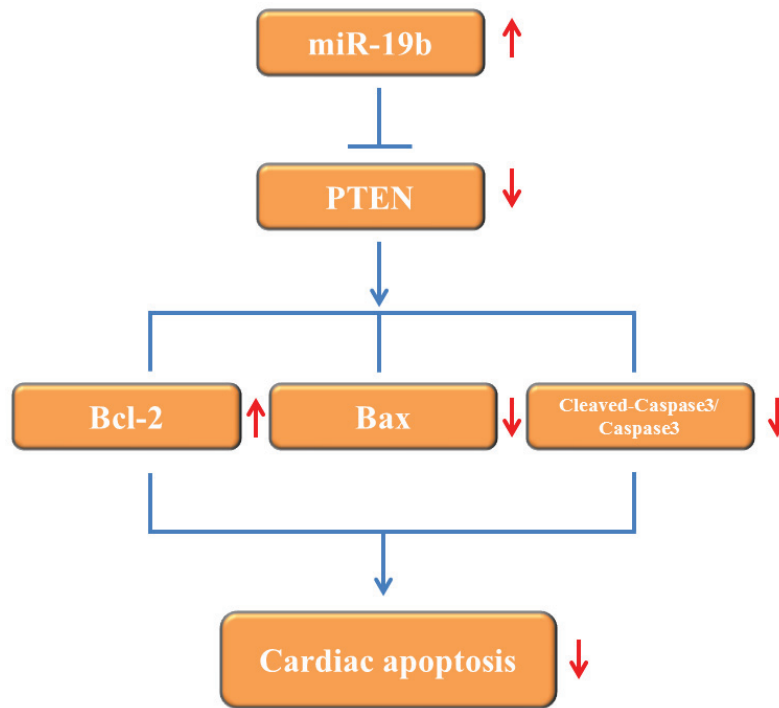 miR-19b
PTEN
Bcl-2
Bax
Cleaved-Caspase3/
Caspase3
Cardiac apoptosis